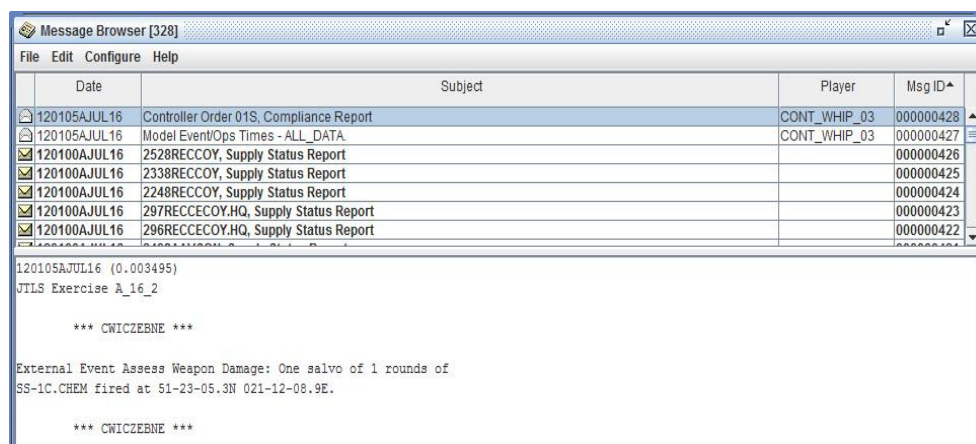 Message Browser [328]
File Edit Configure Help
Date Subject Player Msg ID
120105AJUL16 Controller Order 01S, Compliance Report CONT_WHIP_03 000000428
120105AJUL16 Model Event/Ops Times - ALL_DATA. CONT_WHIP_03 000000427
120100AJUL16 2528RECCOY, Supply Status Report 000000426
120100AJUL16 2338RECCOY, Supply Status Report 000000425
120100AJUL16 2248RECCOY, Supply Status Report 000000424
120100AJUL16 297RECCECOY.HQ, Supply Status Report 000000423
120100AJUL16 296RECCECOY.HQ, Supply Status Report 000000422
120105AJUL16 (0.003495)
JTLS Exercise A_16_2
*** CWICZEBNE ***
External Event Assess Weapon Damage: One salvo of 1 rounds of
SS-1C.CHEM fired at 51-23-05.3N 021-12-08.9E.
*** CWICZEBNE ***